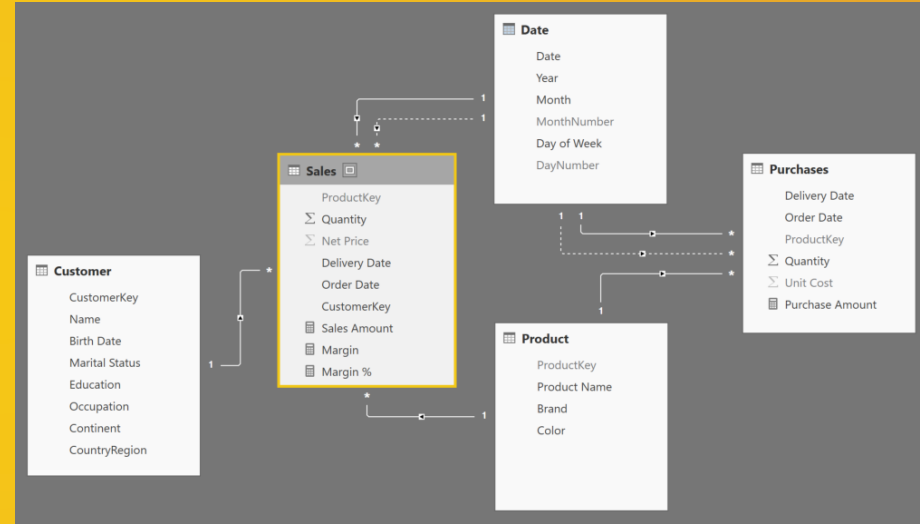 Date
Date
Year
Month
MonthNumber
Day of Week
DayNumber
1
1
* *
Sales
ProductKey
Σ Quantity
Σ Net Price
Delivery Date
Order Date
CustomerKey
Sales Amount
Margin
Margin %
Purchases
Delivery Date
Order Date
ProductKey
Σ Quantity
Σ Unit Cost
Purchase Amount
1 1
*
*
*
Customer
CustomerKey
Name
Birth Date
Marital Status
Education
Occupation
Continent
CountryRegion
*
1
1
Product
ProductKey
Product Name
Brand
Color
*
1